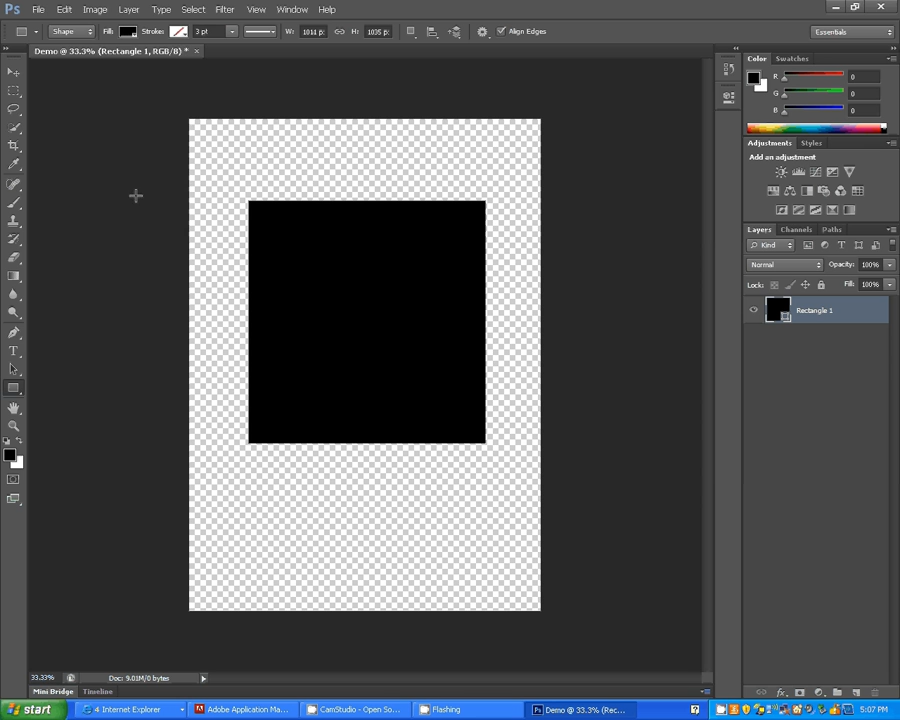 Ps File Edit Image Layer Type Select Filter View Window Help
Shape Fill: Stroke: 3 pt W: 1011 p H: 1035 p Align Edges Essentials
Demo @ 33.3% (Rectangle 1, RGB/8) * ×
Color Swatches
R 0
G 0
B 0
Adjustments Styles
Add an adjustment
Layers Channels Paths
Kind
Normal Opacity: 100%
Lock: Fill: 100%
Rectangle 1
T
33.33% Doc: 9.01M/0 bytes
Mini Bridge Timeline
start 4 Internet Explorer Adobe Application Ma... CamStudio - Open So... Flashing Ps Demo @ 33.3% (Rec... 5:07 PM